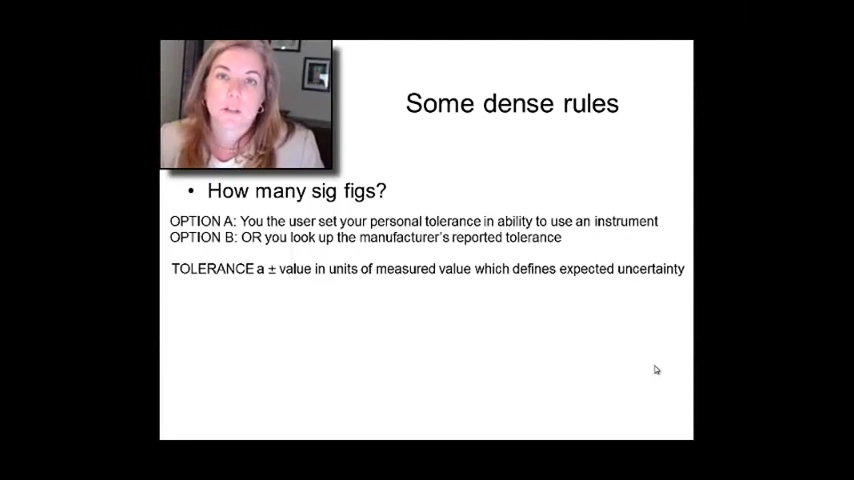 Some dense rules
• How many sig figs?
OPTION A: You the user set your personal tolerance in ability to use an instrument
OPTION B: OR you look up the manufacturer's reported tolerance
TOLERANCE a ± value in units of measured value which defines expected uncertainty